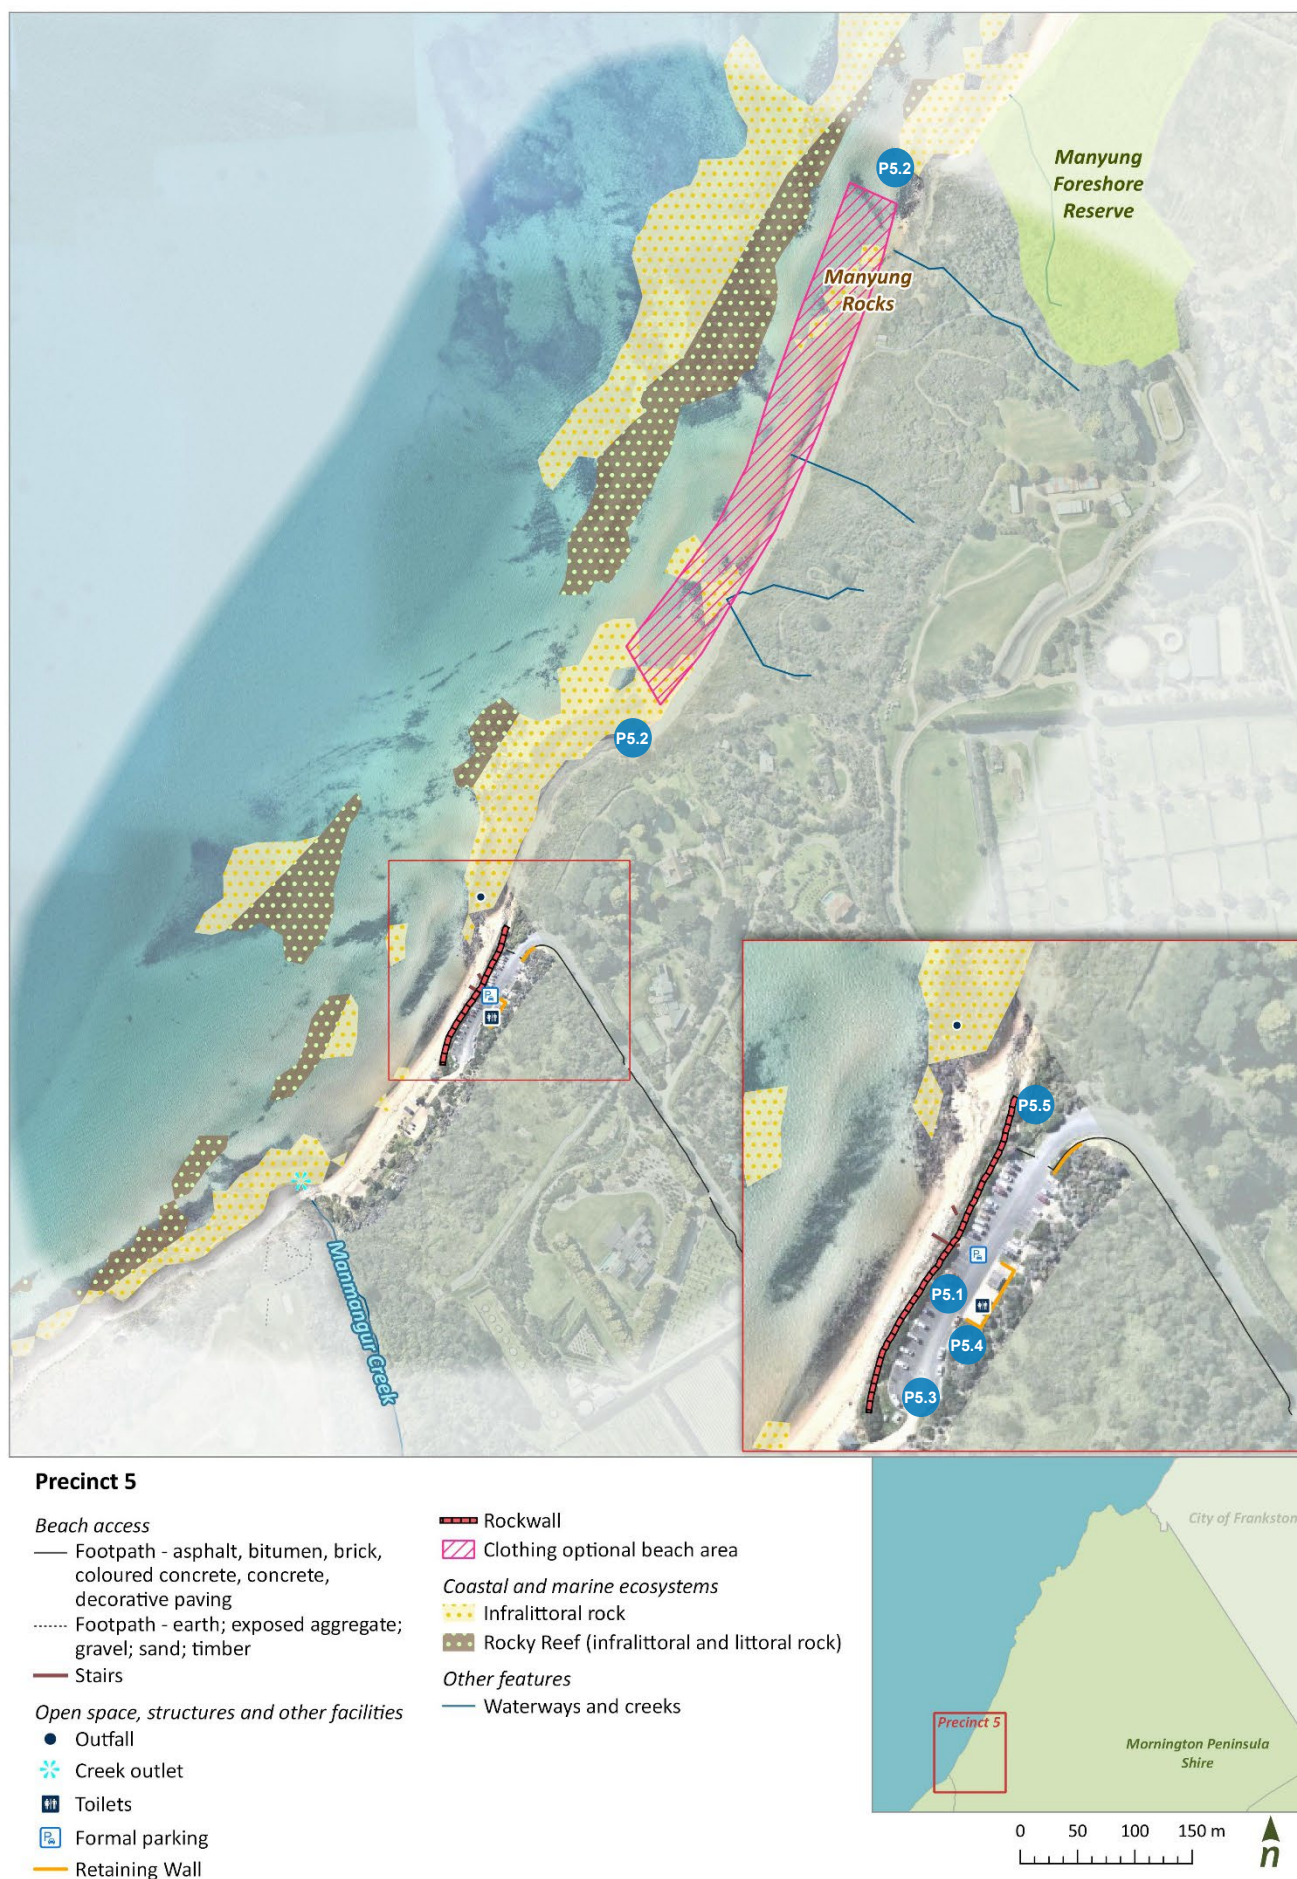 P5.2
Manyung
Foreshore
Reserve
Manyung
Rocks
P5.2
P5.5
P5.1
P5.4
P5.3
Manmangur Creek
Precinct 5
Beach access
Footpath - asphalt, bitumen, brick,
coloured concrete, concrete,
decorative paving
Footpath - earth; exposed aggregate;
gravel; sand; timber
Stairs
Open space, structures and other facilities
Outfall
Creek outlet
Toilets
Formal parking
Retaining Wall
Rockwall
Clothing optional beach area
Coastal and marine ecosystems
Infralittoral rock
Rocky Reef (infralittoral and littoral rock)
Other features
Waterways and creeks
City of Frankston
Precinct 5
Mornington Peninsula
Shire
0 50 100 150 m
n